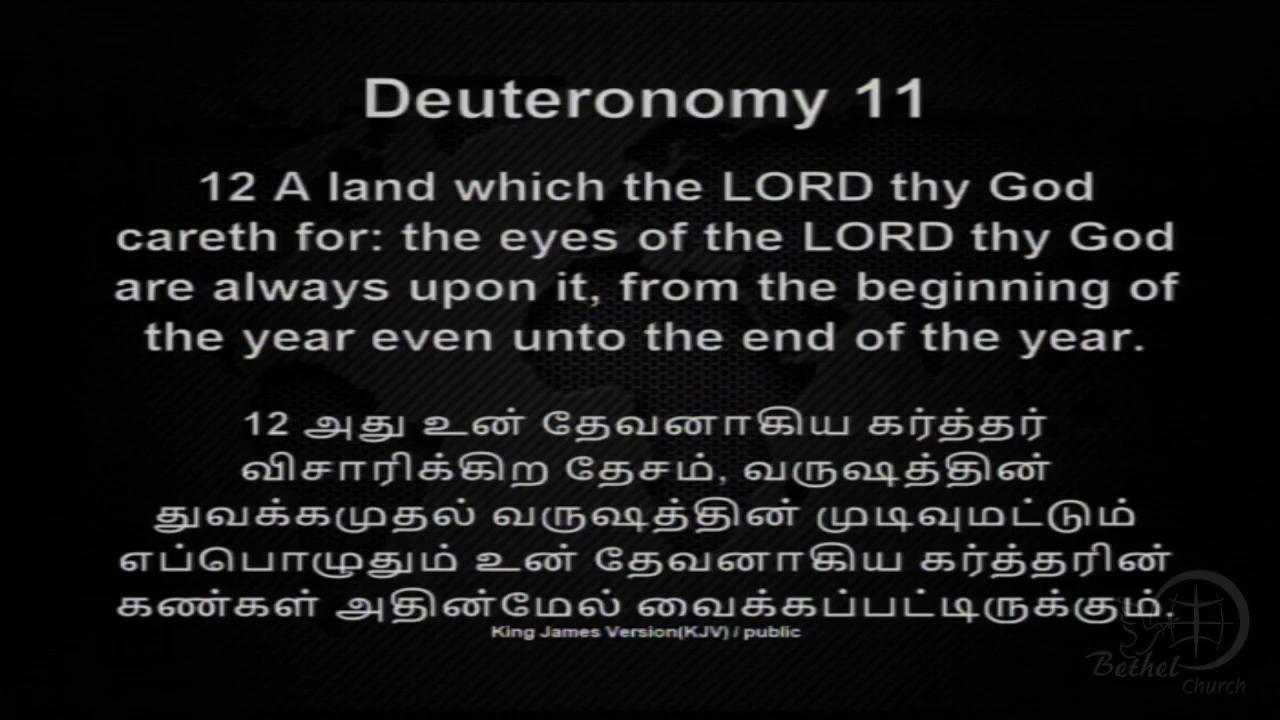 Deuteronomy 11
12 A land which the LORD thy God
careth for: the eyes of the LORD thy God
are always upon it, from the beginning of
the year even unto the end of the year.
12 அது உன் தேவனாகிய கர்த்தர்
விசாரிக்கிற தேசம், வருஷத்தின்
துவக்கமுதல் வருஷத்தின் முடிவுமட்டும்
எப்பொழுதும் உன் தேவனாகிய கர்த்தரின்
கண்கள் அதின்மேல் வைக்கப்பட்டிருக்கும்.
King James Version(KJV) / public
Bethel
Church